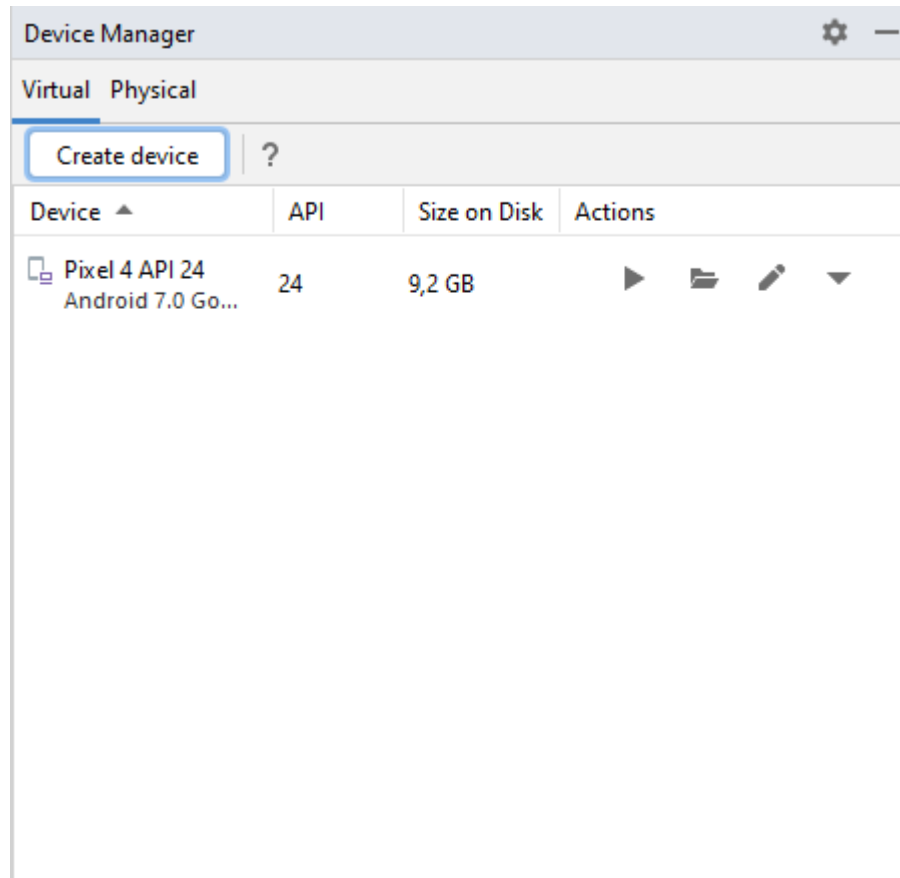 Device Manager
Virtual Physical
Create device ?
Device API Size on Disk Actions
Pixel 4 API 24
Android 7.0 Go...
24 9,2 GB